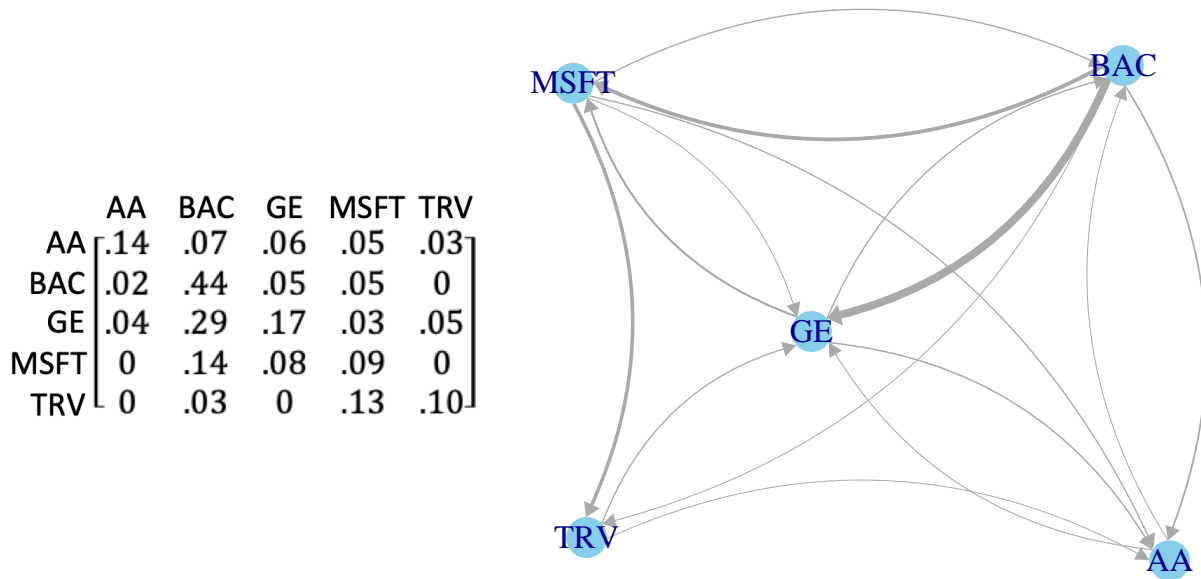 AA BAC GE MSFT TRV
AA .14 .07 .06 .05 .03
BAC .02 .44 .05 .05 0
GE .04 .29 .17 .03 .05
MSFT 0 .14 .08 .09 0
TRV 0 .03 0 .13 .10
MSFT
BAC
GE
TRV
AA